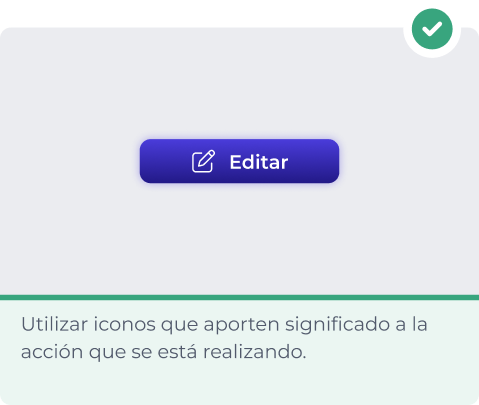 Editar
Utilizar iconos que aporten significado a la
acción que se está realizando.